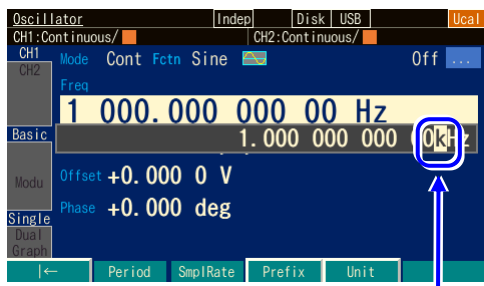 Oscillator Indep Disk USB Ucal
CH1:Continuous/ CH2:Continuous/
CH1 Mode Cont Fctn Sine Off ...
CH2
Freq
1 000.000 000 00 Hz
Basic 1.000 000 000 00kHz
Modu Offset +0.000 0 V
Phase +0.000 deg
Single
Dual
Graph
|← Period SmplRate Prefix Unit